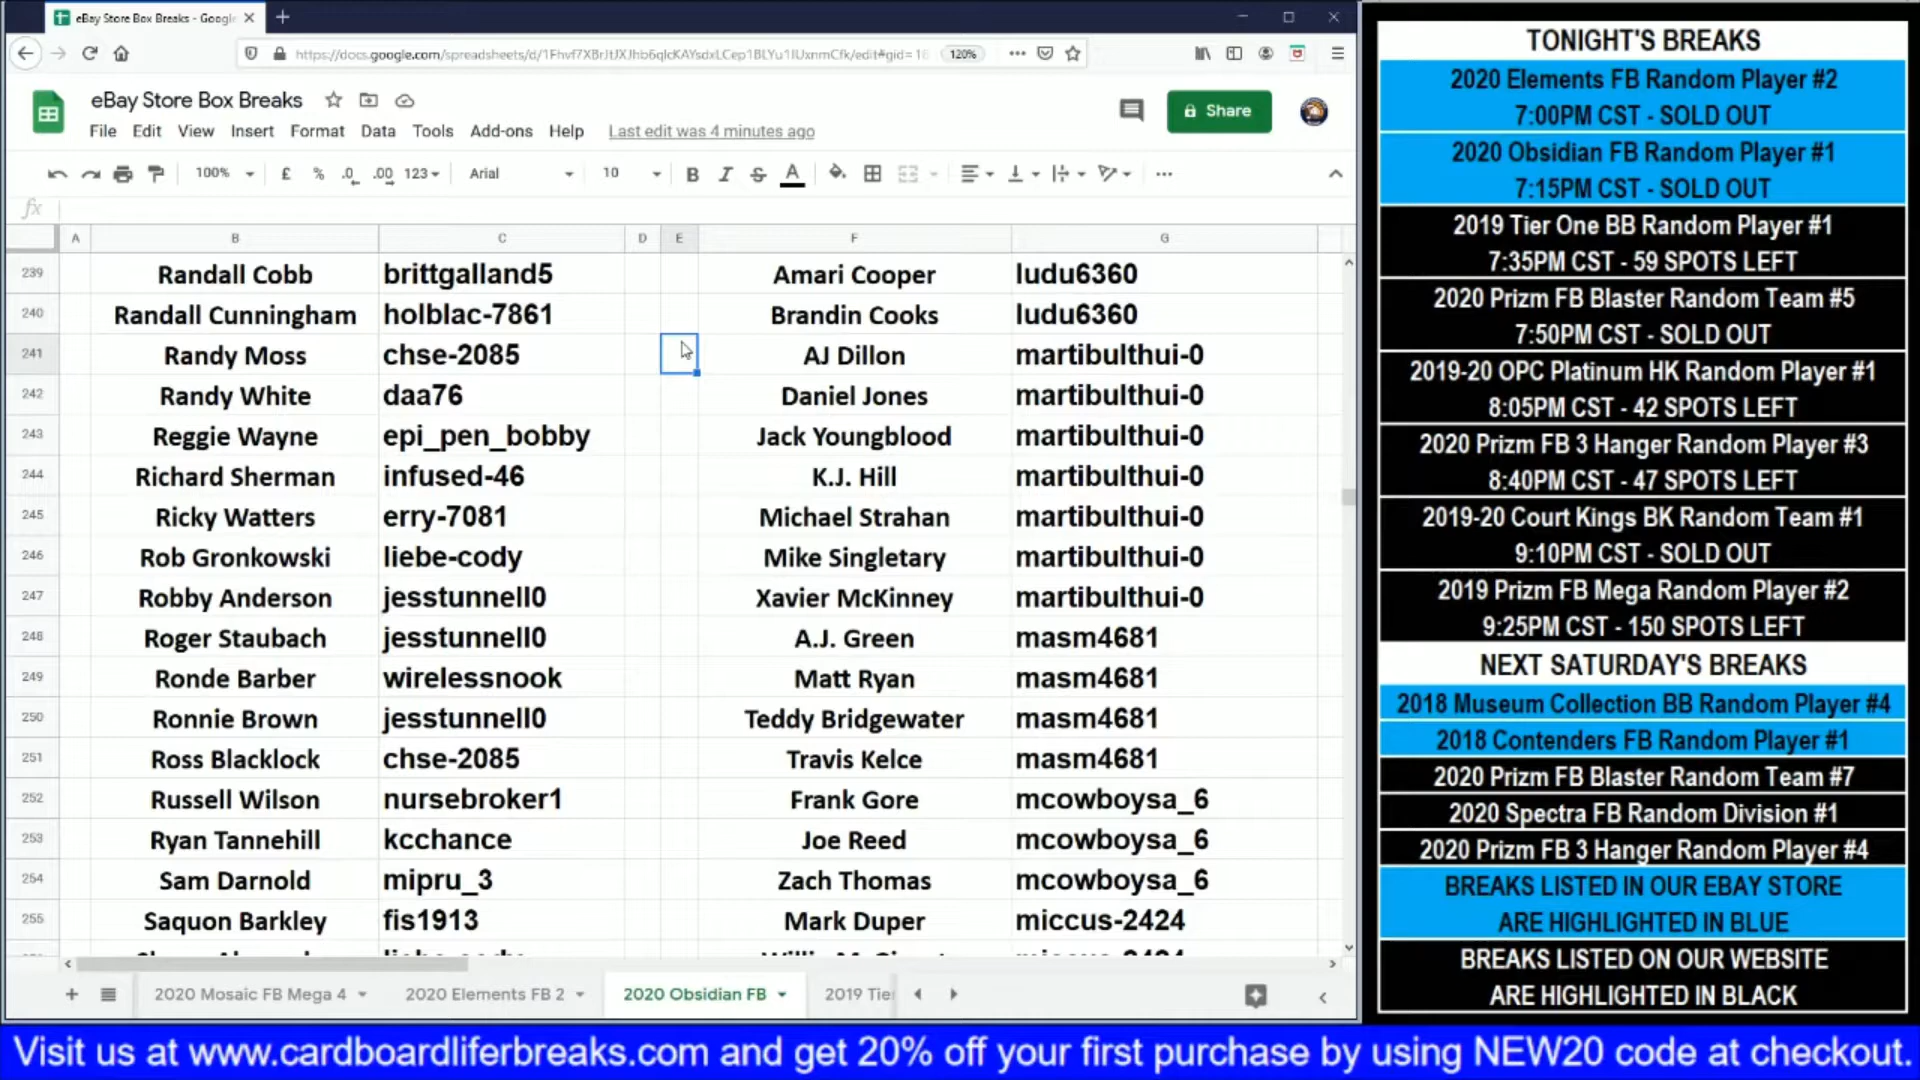 eBay Store Box Breaks - Google
https://docs.google.com/spreadsheets/d/
120%
eBay Store Box Breaks
Share
File Edit View Insert Format Data Tools Add-ons Help Last edit was 4 minutes ago
100% £ % .0 .00 123 Arial 10 B I S A
fx
A B C D E F G
239 Randall Cobb brittgalland5 Amari Cooper ludu6360
240 Randall Cunningham holblac-7861 Brandin Cooks ludu6360
241 Randy Moss chse-2085 AJ Dillon martibulthui-0
242 Randy White daa76 Daniel Jones martibulthui-0
243 Reggie Wayne epi_pen_bobby Jack Youngblood martibulthui-0
244 Richard Sherman infused-46 K.J. Hill martibulthui-0
245 Ricky Watters erry-7081 Michael Strahan martibulthui-0
246 Rob Gronkowski liebe-cody Mike Singletary martibulthui-0
247 Robby Anderson jesstunnell0 Xavier McKinney martibulthui-0
248 Roger Staubach jesstunnell0 A.J. Green masm4681
249 Ronde Barber wirelessnook Matt Ryan masm4681
250 Ronnie Brown jesstunnell0 Teddy Bridgewater masm4681
251 Ross Blacklock chse-2085 Travis Kelce masm4681
252 Russell Wilson nursebroker1 Frank Gore mcowboysa_6
253 Ryan Tannehill kcchance Joe Reed mcowboysa_6
254 Sam Darnold mipru_3 Zach Thomas mcowboysa_6
255 Saquon Barkley fis1913 Mark Duper miccus-2424
2020 Mosaic FB Mega 4 2020 Elements FB 2 2020 Obsidian FB 2019 Tie
TONIGHT'S BREAKS
2020 Elements FB Random Player #2
7:00PM CST - SOLD OUT
2020 Obsidian FB Random Player #1
7:15PM CST - SOLD OUT
2019 Tier One BB Random Player #1
7:35PM CST - 59 SPOTS LEFT
2020 Prizm FB Blaster Random Team #5
7:50PM CST - SOLD OUT
2019-20 OPC Platinum HK Random Player #1
8:05PM CST - 42 SPOTS LEFT
2020 Prizm FB 3 Hanger Random Player #3
8:40PM CST - 47 SPOTS LEFT
2019-20 Court Kings BK Random Team #1
9:10PM CST - SOLD OUT
2019 Prizm FB Mega Random Player #2
9:25PM CST - 150 SPOTS LEFT
NEXT SATURDAY'S BREAKS
2018 Museum Collection BB Random Player #4
2018 Contenders FB Random Player #1
2020 Prizm FB Blaster Random Team #7
2020 Spectra FB Random Division #1
2020 Prizm FB 3 Hanger Random Player #4
BREAKS LISTED IN OUR EBAY STORE
ARE HIGHLIGHTED IN BLUE
BREAKS LISTED ON OUR WEBSITE
ARE HIGHLIGHTED IN BLACK
Visit us at www.cardboardliferbreaks.com and get 20% off your first purchase by using NEW20 code at checkout.